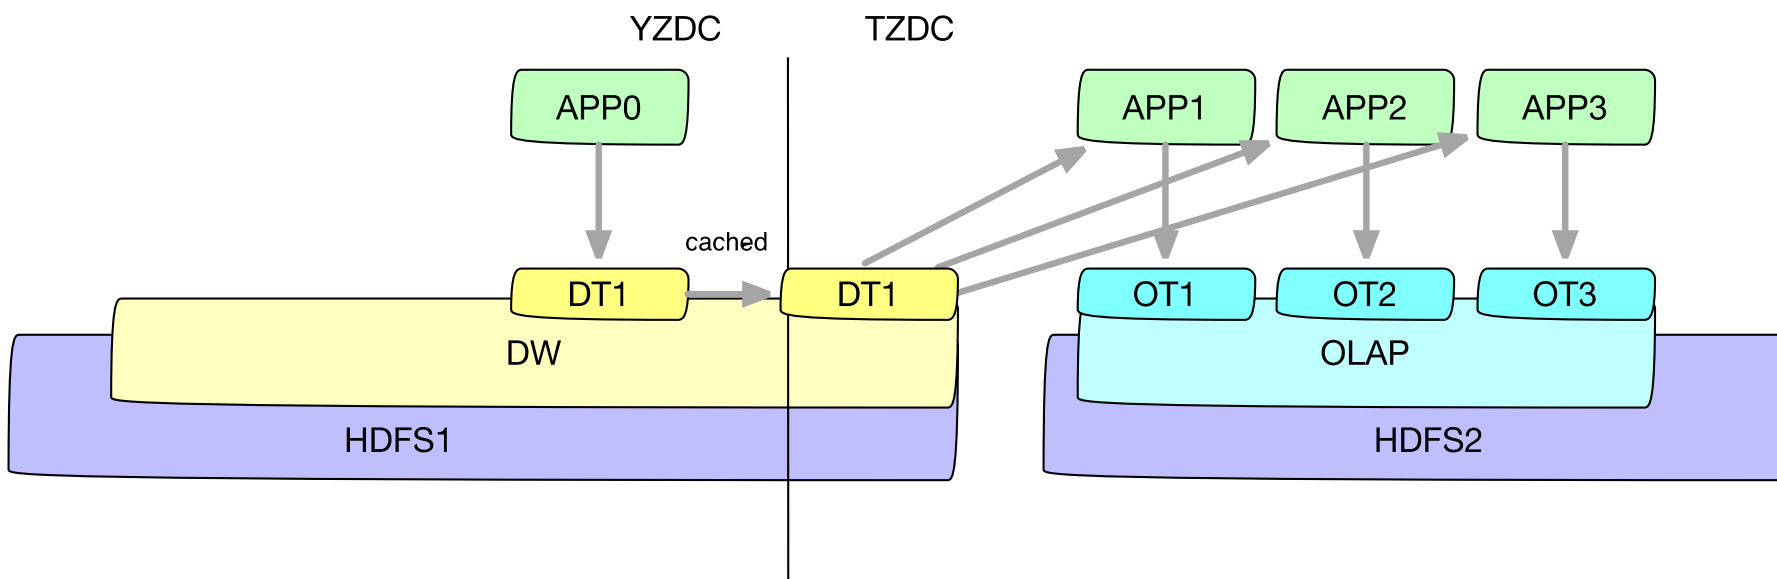 YZDC
TZDC
APP0
APP1
APP2
APP3
cached
DT1
DT1
OT1
OT2
OT3
DW
OLAP
HDFS1
HDFS2